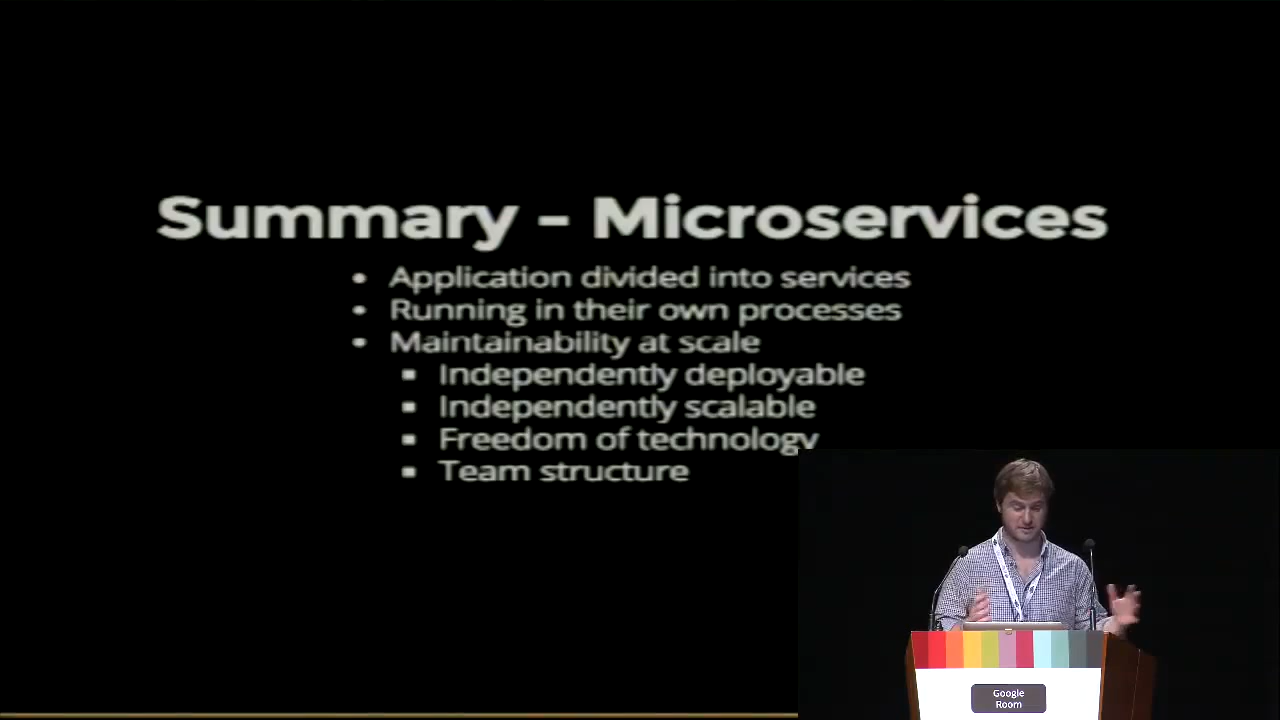 Summary - Microservices
Application divided into services
Running in their own processes
Maintainability at scale
Independently deployable
Independently scalable
Freedom of technology
Team structure
Google
Room